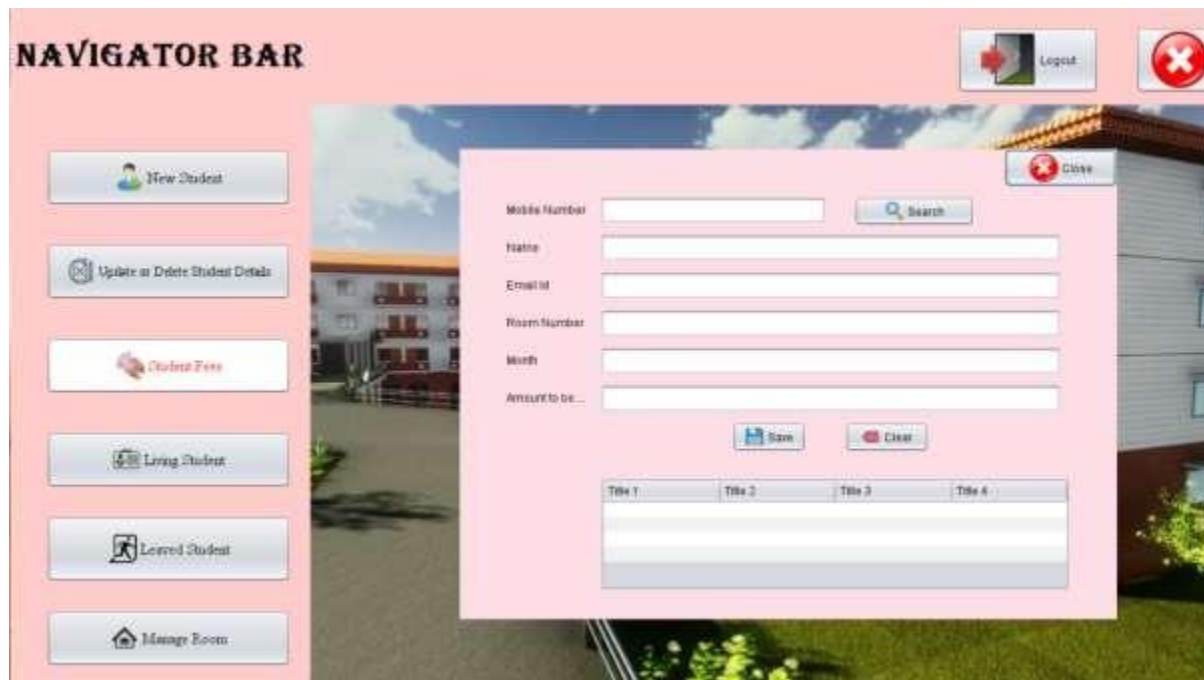 NAVIGATOR BAR
Logout
New Student
Update or Delete Student Details
Student Fees
Living Student
Leaved Student
Manage Room
Close
Mobile Number
Search
Name
Email Id
Room Number
Month
Amount to be ...
Save
Clear
Title 1 Title 2 Title 3 Title 4